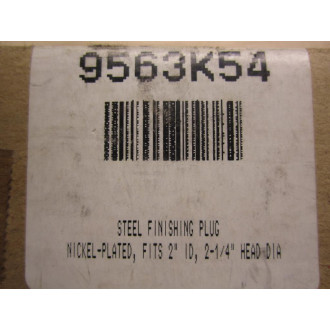 9563K54
STEEL FINISHING PLUG
NICKEL-PLATED, FITS 2" ID, 2-1/4" HEAD DIA